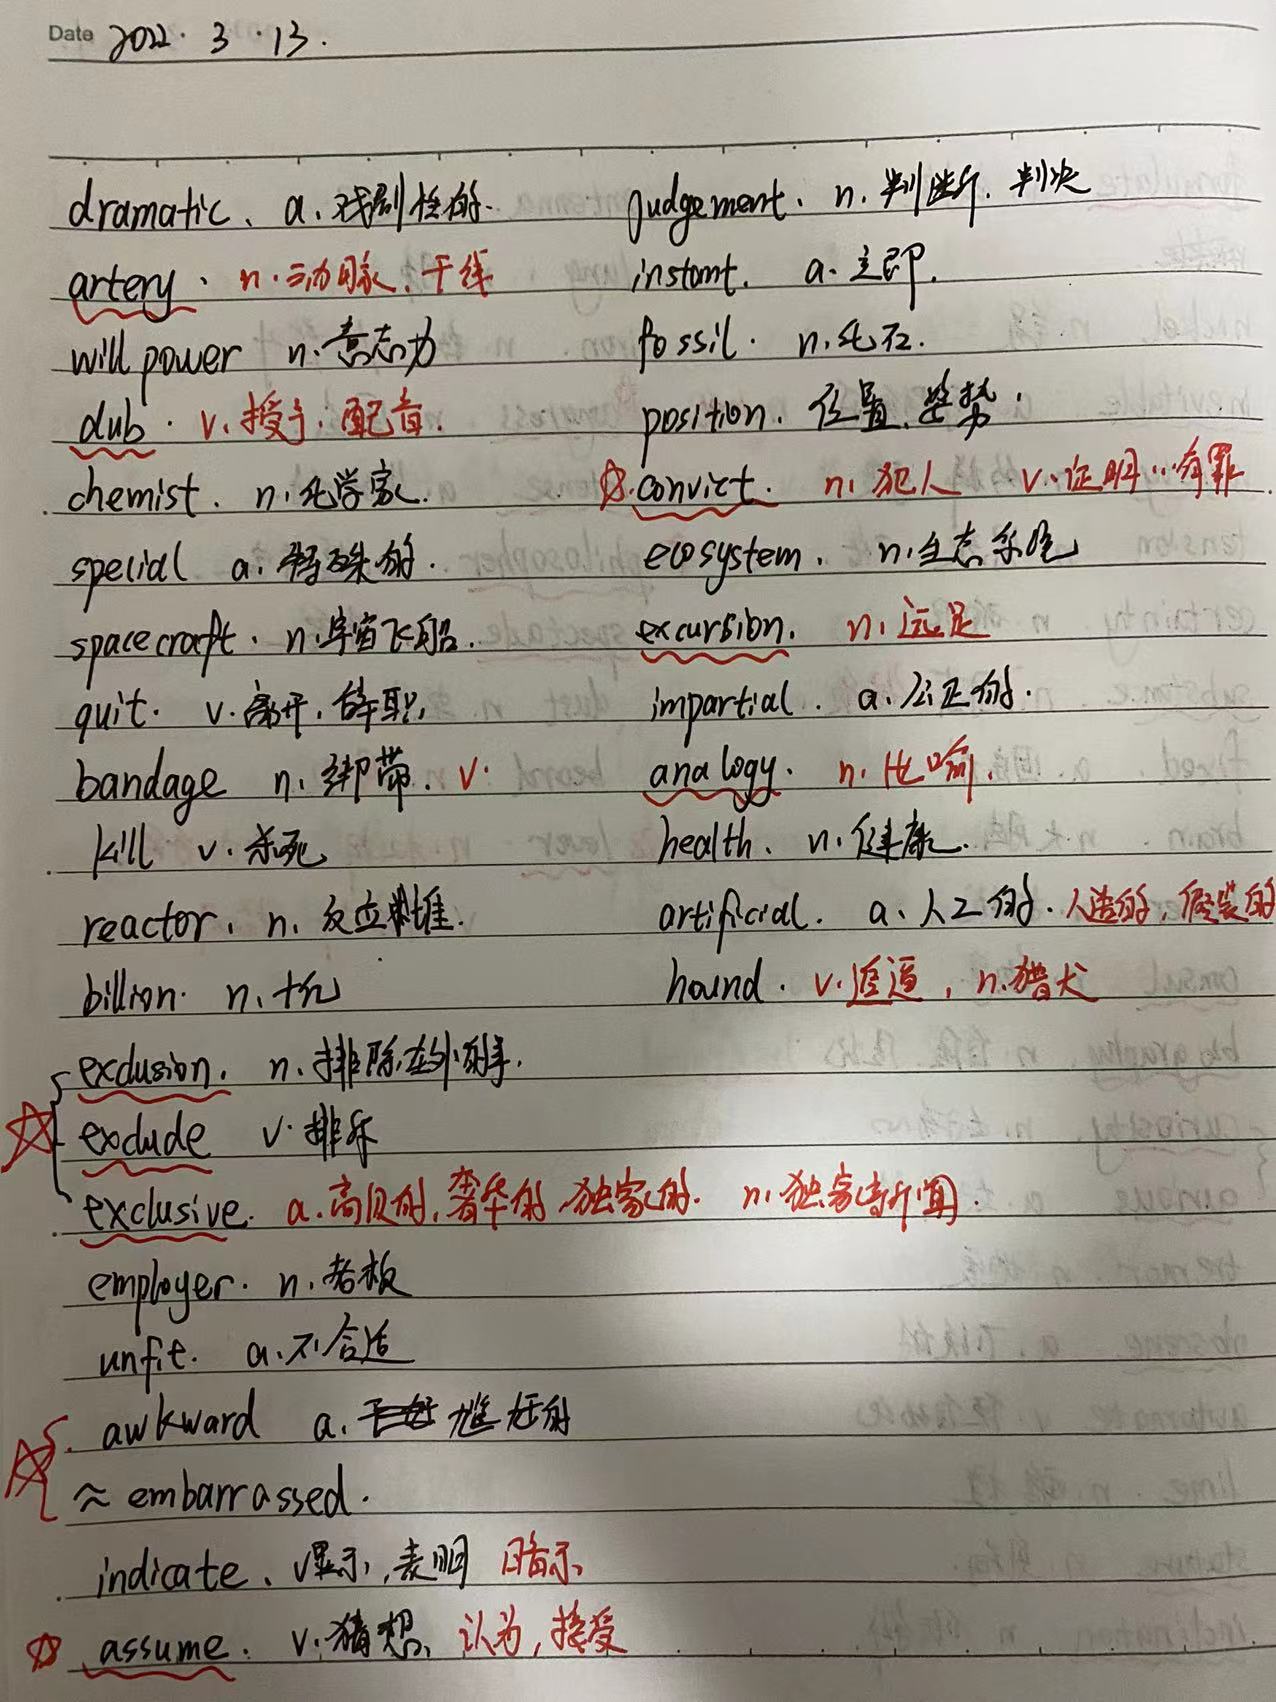 Date 2022. 3. 13.
dramatic、a. 戏剧性的.
artery. n. 动脉, 干线
willpower n. 意志力
dub. v. 授予, 配音.
chemist. n. 化学家.
special a. 特殊的.
spacecraft. n. 宇宙飞船.
quit. v. 离开, 辞职,
bandage n. 绑带. v.
kill v. 杀死
reactor. n. 反应堆.
billion. n. 十亿
exclusion. n. 排除在外的事.
exclude v. 排斥
exclusive. a. 高级的, 奢华的 独家的. n. 独家新闻.
employer. n. 老板
unfit. a. 不合适
awkward a. 尴尬的
≈ embarrassed.
indicate、v 显示, 表明 暗示
assume. v. 猜想, 认为, 接受
judgement. n. 判断, 判决
instant. a. 立即.
fossil. n. 化石.
position. 位置, 姿势.
☆ convict. n. 犯人 v. 证明…有罪
ecosystem. n. 生态系统
excursion. n. 远足
impartial. a. 公正的.
analogy. n. 比喻.
health. n. 健康.
artificial. a. 人工的. 人造的, 假装的
hound. v. 追逼, n. 猎犬